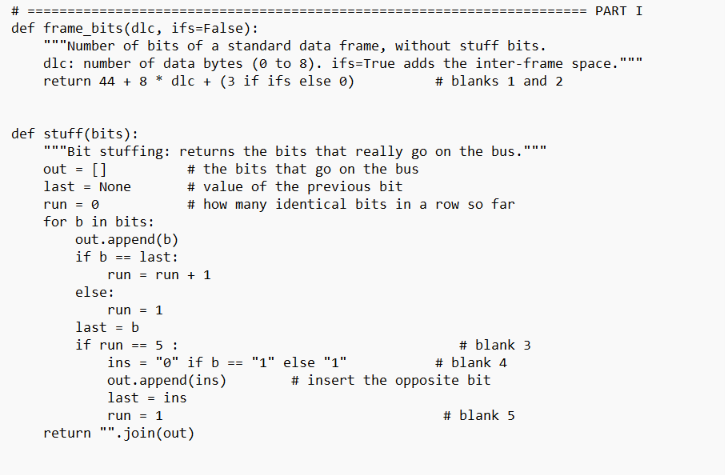 # ====================================================================== PART I
def frame_bits(dlc, ifs=False):
    """Number of bits of a standard data frame, without stuff bits.
    dlc: number of data bytes (0 to 8). ifs=True adds the inter-frame space."""
    return 44 + 8 * dlc + (3 if ifs else 0)          # blanks 1 and 2
def stuff(bits):
    """Bit stuffing: returns the bits that really go on the bus."""
    out = []          # the bits that go on the bus
    last = None       # value of the previous bit
    run = 0           # how many identical bits in a row so far
    for b in bits:
        out.append(b)
        if b == last:
            run = run + 1
        else:
            run = 1
        last = b
        if run == 5 :                                   # blank 3
            ins = "0" if b == "1" else "1"           # blank 4
            out.append(ins)        # insert the opposite bit
            last = ins
            run = 1                                   # blank 5
    return "".join(out)